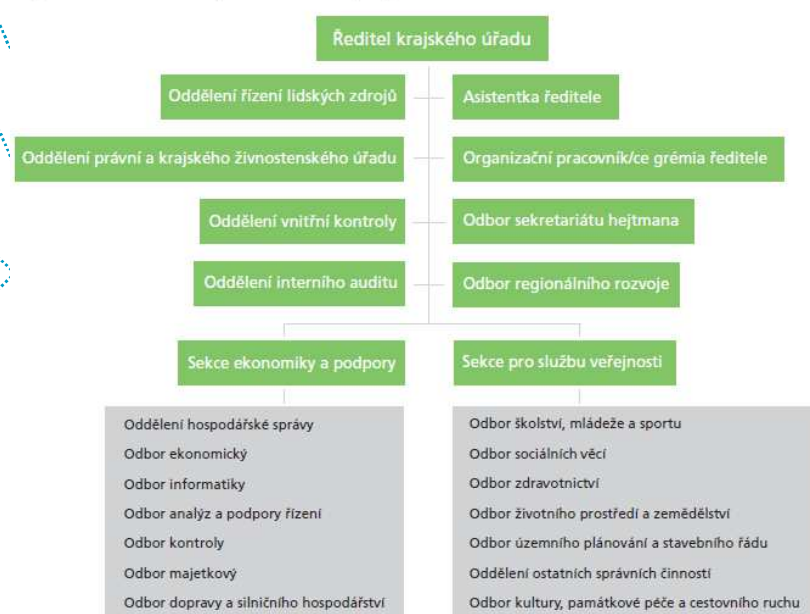 Ředitel krajského úřadu
Oddělení řízení lidských zdrojů
Asistentka ředitele
Oddělení právní a krajského živnostenského úřadu
Organizační pracovník/ce grémia ředitele
Oddělení vnitřní kontroly
Odbor sekretariátu hejtmana
Oddělení interního auditu
Odbor regionálního rozvoje
Sekce ekonomiky a podpory
Sekce pro službu veřejnosti
Oddělení hospodářské správy
Odbor ekonomický
Odbor informatiky
Odbor analýz a podpory řízení
Odbor kontroly
Odbor majetkový
Odbor dopravy a silničního hospodářství
Odbor školství, mládeže a sportu
Odbor sociálních věcí
Odbor zdravotnictví
Odbor životního prostředí a zemědělství
Odbor územního plánování a stavebního řádu
Oddělení ostatních správních činností
Odbor kultury, památkové péče a cestovního ruchu